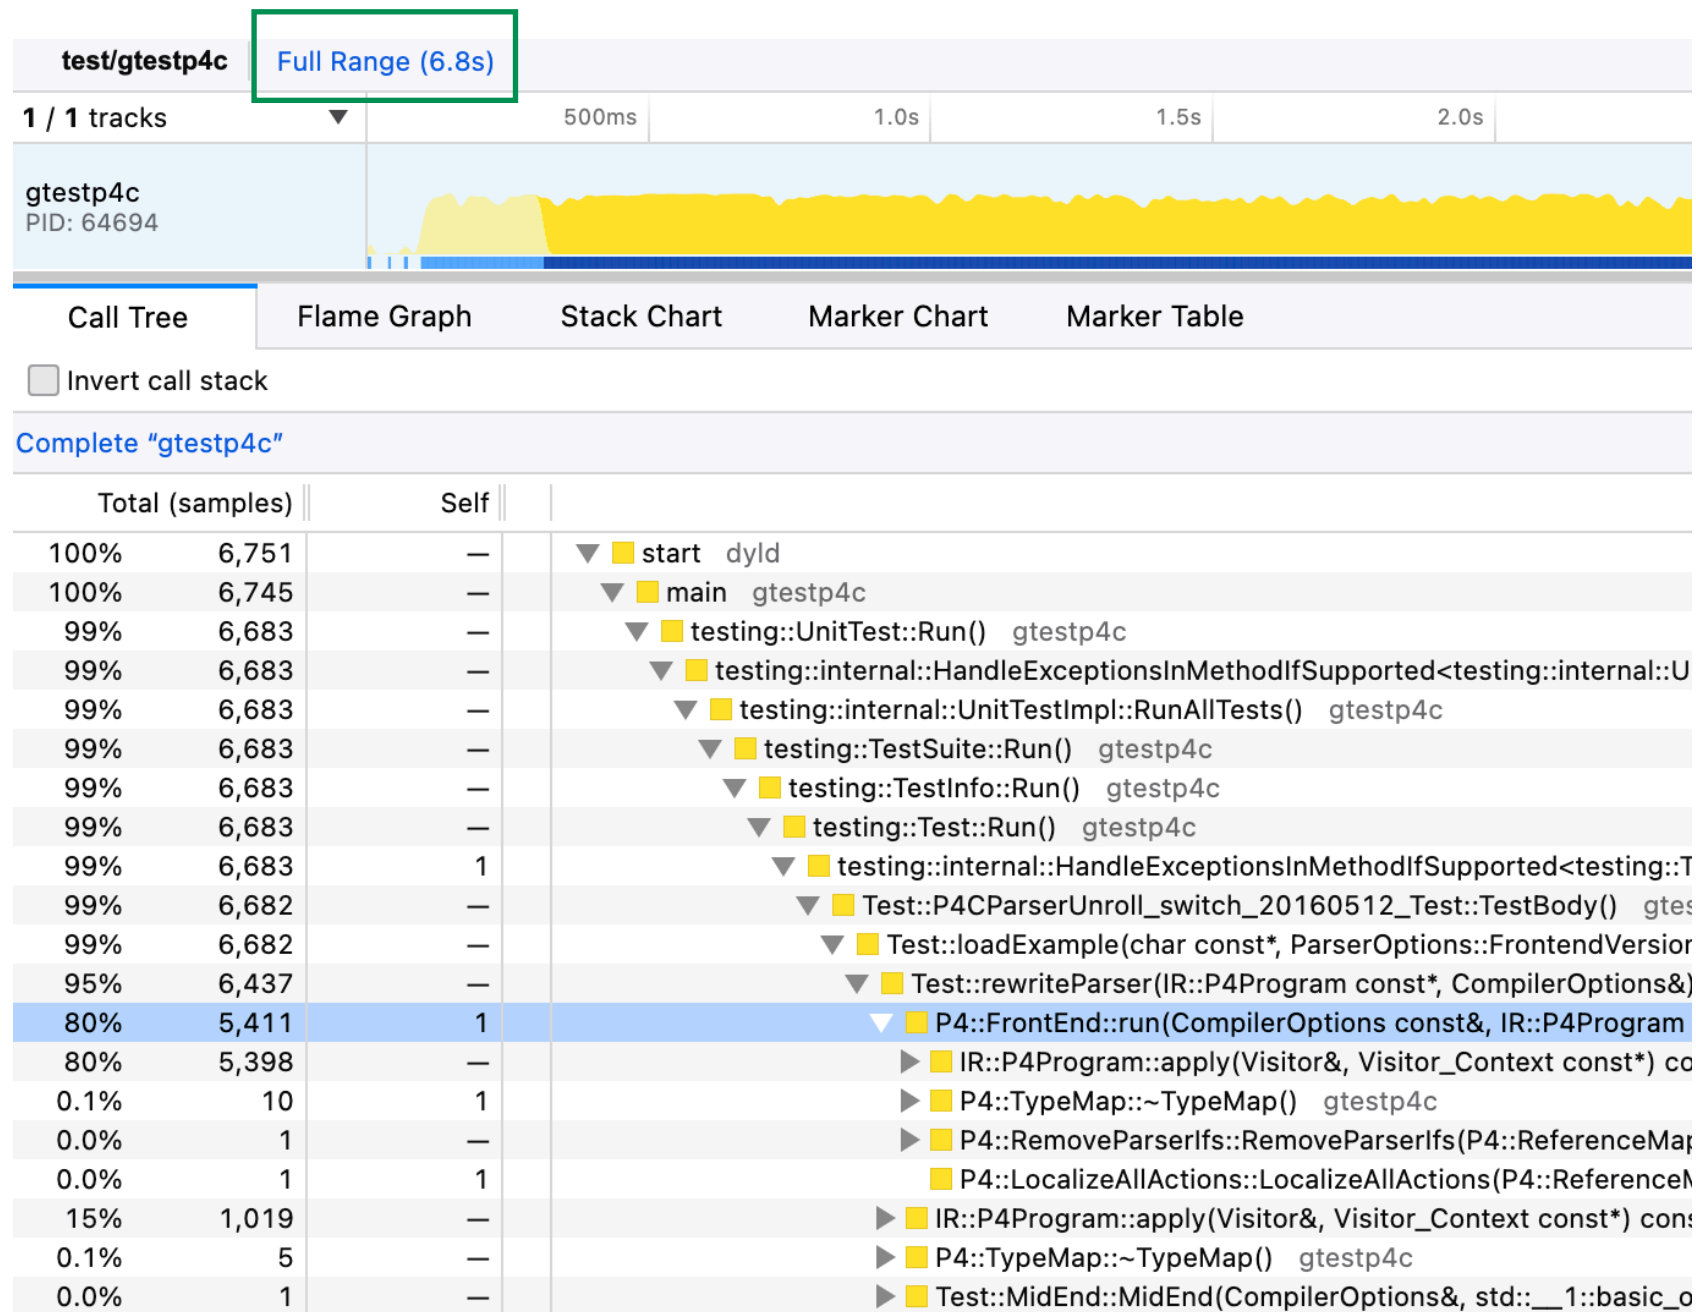 test/gtestp4c Full Range (6.8s)
1 / 1 tracks 500ms 1.0s 1.5s 2.0s
gtestp4c
PID: 64694
Call Tree Flame Graph Stack Chart Marker Chart Marker Table
Invert call stack
Complete “gtestp4c”
Total (samples) Self
100% 6,751 — start dyld
100% 6,745 — main gtestp4c
99% 6,683 — testing::UnitTest::Run() gtestp4c
99% 6,683 — testing::internal::HandleExceptionsInMethodIfSupported<testing::internal::U
99% 6,683 — testing::internal::UnitTestImpl::RunAllTests() gtestp4c
99% 6,683 — testing::TestSuite::Run() gtestp4c
99% 6,683 — testing::TestInfo::Run() gtestp4c
99% 6,683 — testing::Test::Run() gtestp4c
99% 6,683 1 testing::internal::HandleExceptionsInMethodIfSupported<testing::T
99% 6,682 — Test::P4CParserUnroll_switch_20160512_Test::TestBody() gtes
99% 6,682 — Test::loadExample(char const*, ParserOptions::FrontendVersion
95% 6,437 — Test::rewriteParser(IR::P4Program const*, CompilerOptions&)
80% 5,411 1 P4::FrontEnd::run(CompilerOptions const&, IR::P4Program
80% 5,398 — IR::P4Program::apply(Visitor&, Visitor_Context const*) co
0.1% 10 1 P4::TypeMap::~TypeMap() gtestp4c
0.0% 1 — P4::RemoveParserIfs::RemoveParserIfs(P4::ReferenceMap
0.0% 1 1 P4::LocalizeAllActions::LocalizeAllActions(P4::ReferenceM
15% 1,019 — IR::P4Program::apply(Visitor&, Visitor_Context const*) cons
0.1% 5 — P4::TypeMap::~TypeMap() gtestp4c
0.0% 1 — Test::MidEnd::MidEnd(CompilerOptions&, std::__1::basic_o